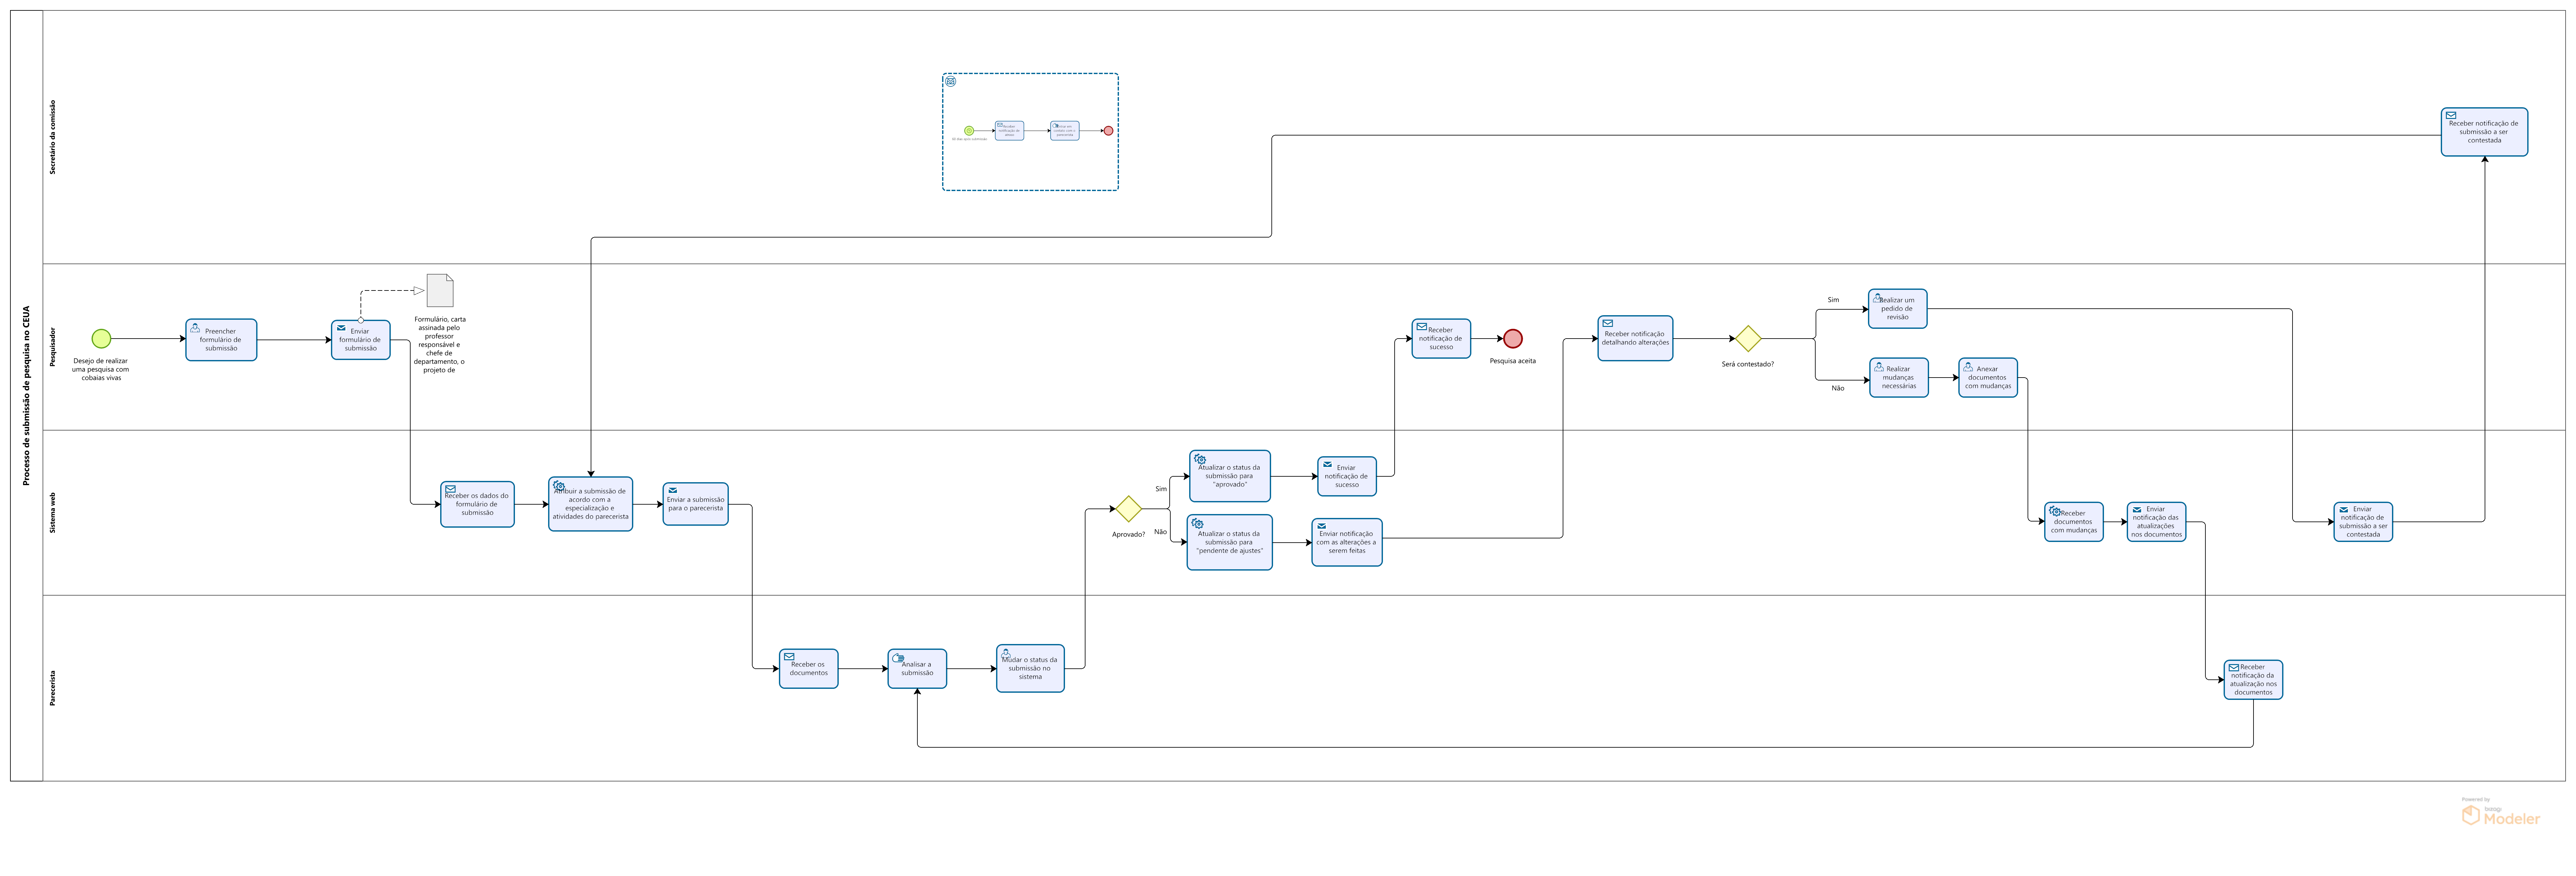 Processo de submissão de pesquisa no CEUA
Secretário da comissão
30 dias após submissão
Receber notificação de
submissão a ser
contestada
Pesquisador
Desejo de realizar
uma pesquisa com
cobaias vivas
Preencher
formulário de
submissão
Enviar
formulário de
submissão
Formulário, carta
assinada pelo
professor
responsável e
chefe de
departamento, o
projeto de
Receber
notificação de
sucesso
Pesquisa aceita
Receber notificação
detalhando alterações
Será contestado?
Sim
Não
Realizar um
pedido de
revisão
Realizar
mudanças
necessárias
Anexar
documentos
com mudanças
Sistema web
Receber os dados do
formulário de
submissão
Atribuir a submissão de
acordo com a
especialização e
atividades do parecerista
Enviar a submissão
para o parecerista
Aprovado?
Sim
Não
Atualizar o status da
submissão para
"aprovado"
Enviar
notificação de
sucesso
Atualizar o status da
submissão para
"pendente de ajustes"
Enviar notificação
com as alterações a
serem feitas
Receber
documentos
com mudanças
Enviar
notificação das
atualizações
nos documentos
Enviar
notificação de
submissão a ser
contestada
Parecerista
Receber os
documentos
Analisar a
submissão
Mudar o status da
submissão no
sistema
Receber
notificação da
atualização nos
documentos
Powered by
bizagi
Modeler